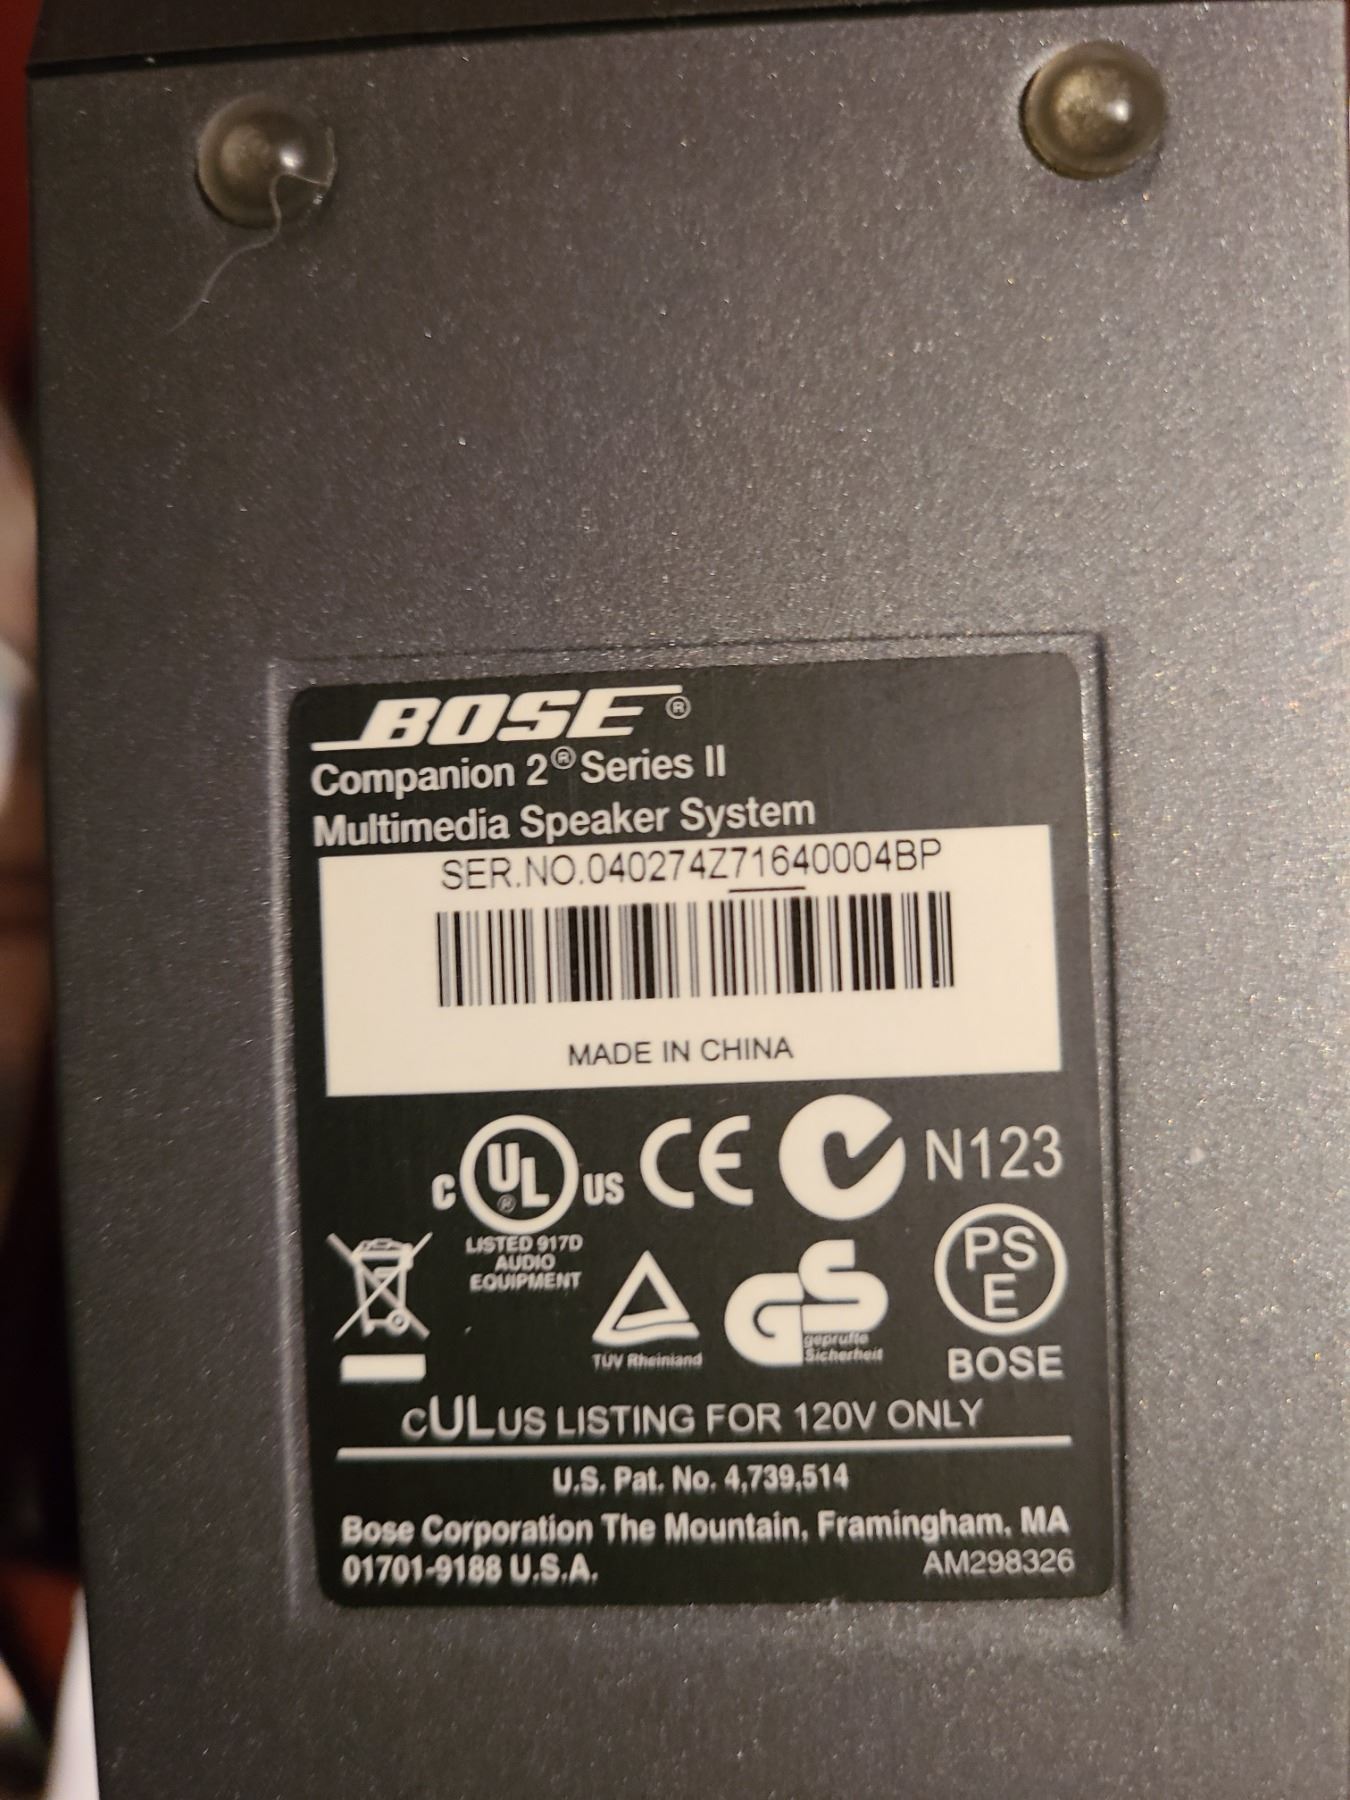 BOSE®
Companion 2® Series II
Multimedia Speaker System
SER.NO.040274Z71640004BP
MADE IN CHINA
C UL® US CE N123
LISTED 917D
AUDIO
EQUIPMENT
PS
E
TÜV Rheinland
GS
geprüfte
Sicherheit
BOSE
cULus LISTING FOR 120V ONLY
U.S. Pat. No. 4,739,514
Bose Corporation The Mountain, Framingham, MA
01701-9188 U.S.A.
AM298326